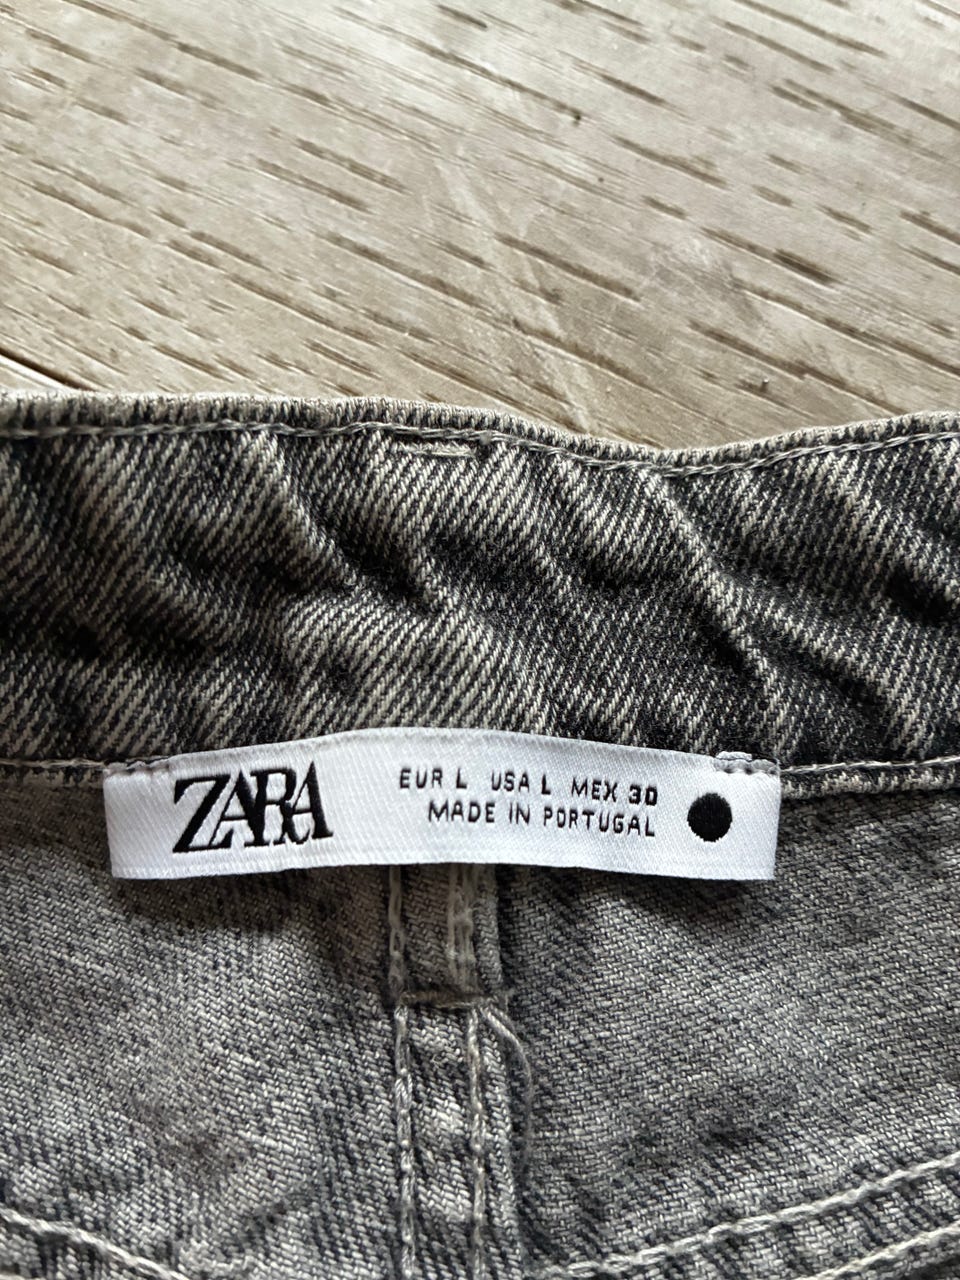 ZARA
EUR L USA L MEX 30
MADE IN PORTUGAL